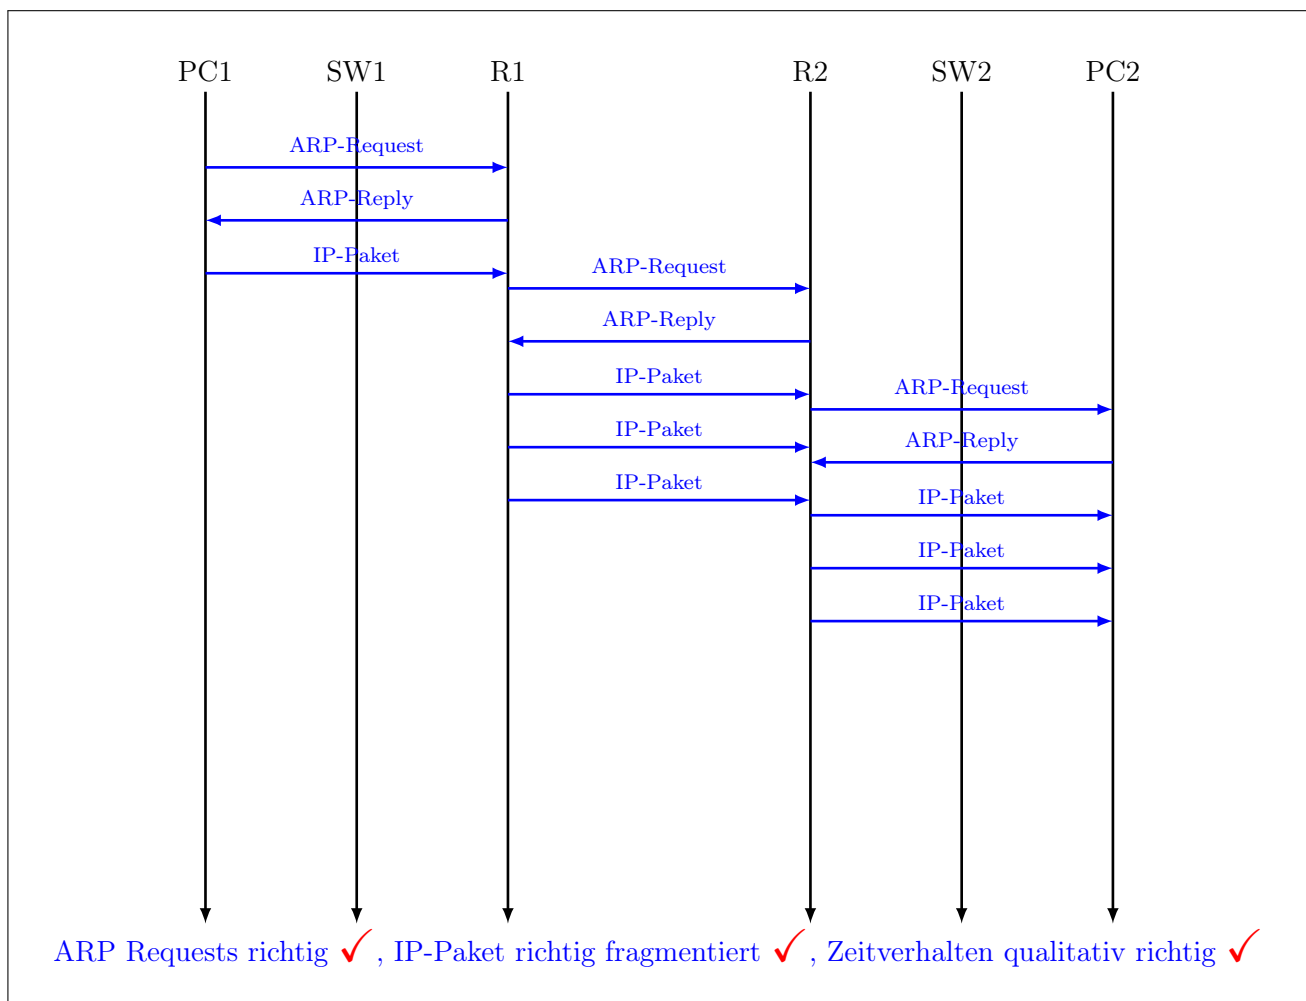 PC1 SW1 R1 R2 SW2 PC2
ARP-Request
ARP-Reply
IP-Paket
ARP-Request
ARP-Reply
IP-Paket
ARP-Request
IP-Paket
ARP-Reply
IP-Paket
IP-Paket
IP-Paket
IP-Paket
ARP Requests richtig ✓, IP-Paket richtig fragmentiert ✓, Zeitverhalten qualitativ richtig ✓